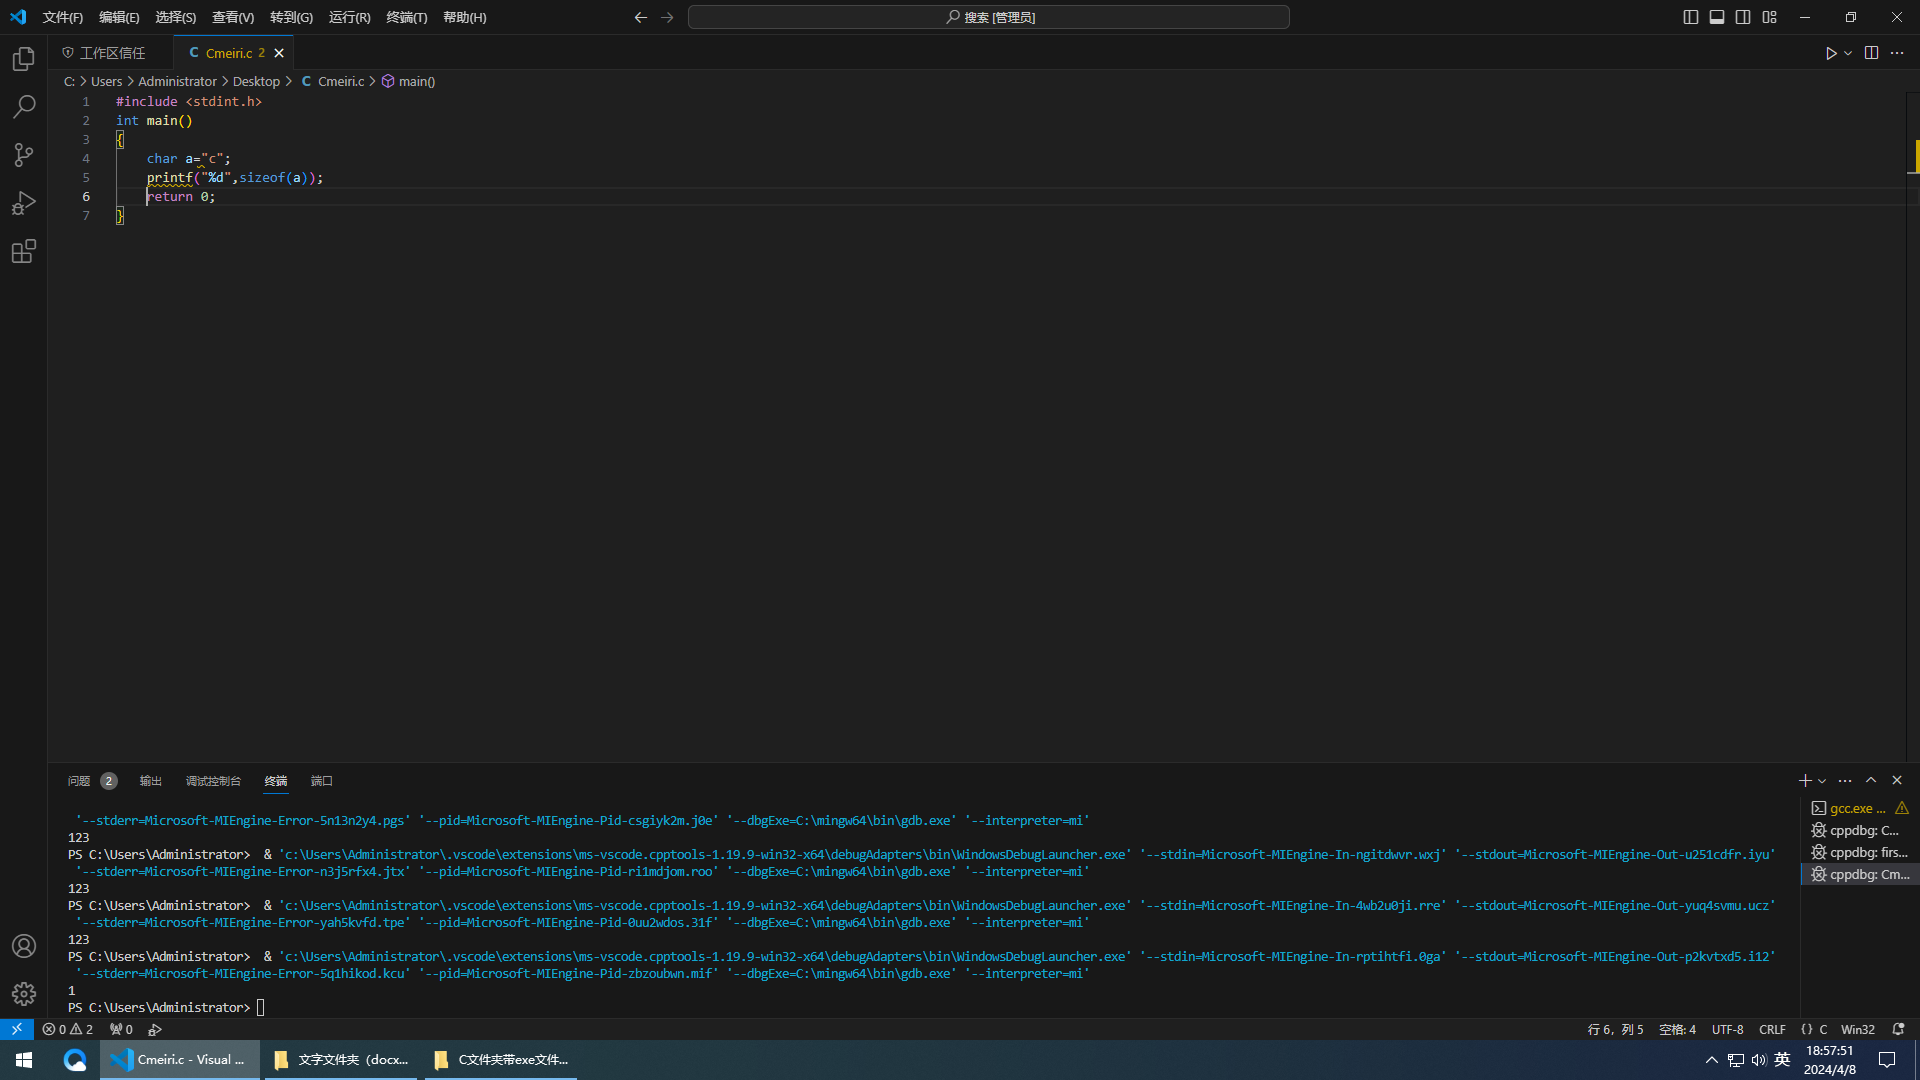 文件(F) 编辑(E) 选择(S) 查看(V) 转到(G) 运行(R) 终端(T) 帮助(H) 搜索 [管理员]
工作区信任 C Cmeiri.c 2
C: > Users > Administrator > Desktop > C Cmeiri.c > main()
1 #include <stdint.h>
2 int main()
3 {
4 char a="c";
5 printf("%d",sizeof(a));
6 return 0;
7 }
问题 2 输出 调试控制台 终端 端口
'--stderr=Microsoft-MIEngine-Error-5n13n2y4.pgs' '--pid=Microsoft-MIEngine-Pid-csgiyk2m.j0e' '--dbgExe=C:\mingw64\bin\gdb.exe' '--interpreter=mi'
123
PS C:\Users\Administrator> & 'c:\Users\Administrator\.vscode\extensions\ms-vscode.cpptools-1.19.9-win32-x64\debugAdapters\bin\WindowsDebugLauncher.exe' '--stdin=Microsoft-MIEngine-In-ngitdwvr.wxj' '--stdout=Microsoft-MIEngine-Out-u251cdfr.iyu'
'--stderr=Microsoft-MIEngine-Error-n3j5rfx4.jtx' '--pid=Microsoft-MIEngine-Pid-ri1mdjom.roo' '--dbgExe=C:\mingw64\bin\gdb.exe' '--interpreter=mi'
123
PS C:\Users\Administrator> & 'c:\Users\Administrator\.vscode\extensions\ms-vscode.cpptools-1.19.9-win32-x64\debugAdapters\bin\WindowsDebugLauncher.exe' '--stdin=Microsoft-MIEngine-In-4wb2u0ji.rre' '--stdout=Microsoft-MIEngine-Out-yuq4svmu.ucz'
'--stderr=Microsoft-MIEngine-Error-yah5kvfd.tpe' '--pid=Microsoft-MIEngine-Pid-0uu2wdos.31f' '--dbgExe=C:\mingw64\bin\gdb.exe' '--interpreter=mi'
123
PS C:\Users\Administrator> & 'c:\Users\Administrator\.vscode\extensions\ms-vscode.cpptools-1.19.9-win32-x64\debugAdapters\bin\WindowsDebugLauncher.exe' '--stdin=Microsoft-MIEngine-In-rptihtfi.0ga' '--stdout=Microsoft-MIEngine-Out-p2kvtxd5.i12'
'--stderr=Microsoft-MIEngine-Error-5q1hikod.kcu' '--pid=Microsoft-MIEngine-Pid-zbzoubwn.mif' '--dbgExe=C:\mingw64\bin\gdb.exe' '--interpreter=mi'
1
PS C:\Users\Administrator>
gcc.exe ...
cppdbg: C...
cppdbg: firs...
cppdbg: Cm...
0 2 0 行 6，列 5 空格: 4 UTF-8 CRLF {} C Win32
Cmeiri.c - Visual ... 文字文件夹（docx... C文件夹带exe文件... 英 18:57:51
2024/4/8